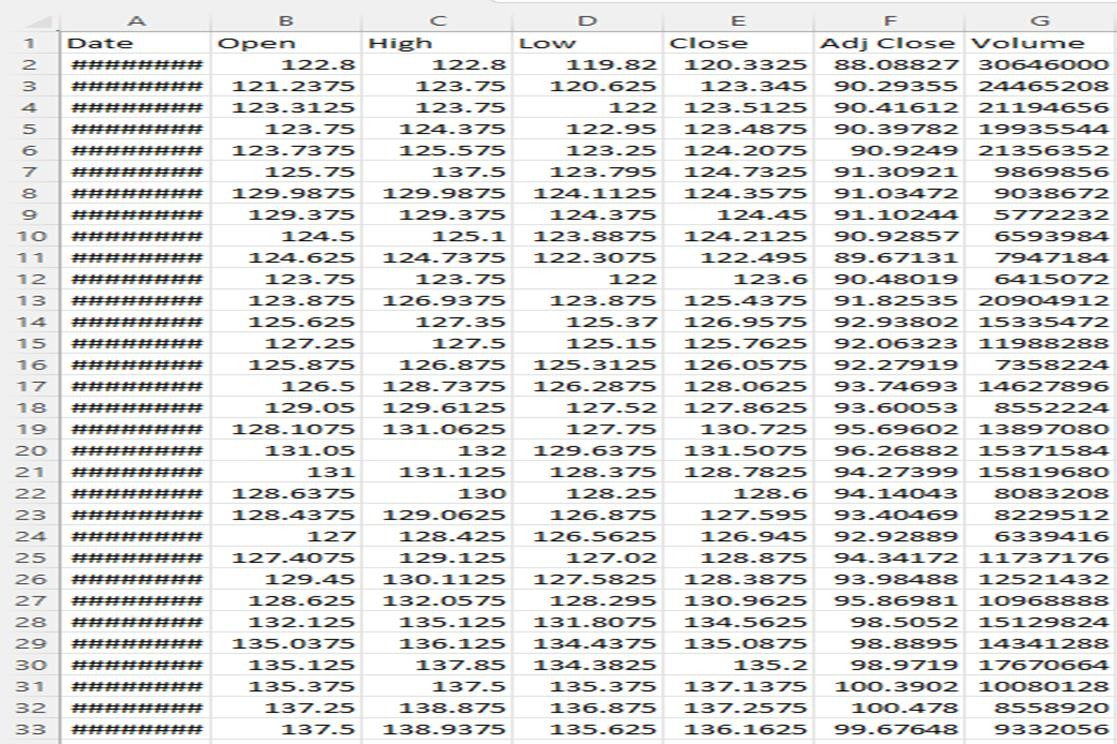 A B C D E F G
1 Date Open High Low Close Adj Close Volume
2 ######## 122.8 122.8 119.82 120.3325 88.08827 30646000
3 ######## 121.2375 123.75 120.625 123.345 90.29355 24465208
4 ######## 123.3125 123.75 122 123.5125 90.41612 21194656
5 ######## 123.75 124.375 122.95 123.4875 90.39782 19935544
6 ######## 123.7375 125.575 123.25 124.2075 90.9249 21356352
7 ######## 125.75 137.5 123.795 124.7325 91.30921 9869856
8 ######## 129.9875 129.9875 124.1125 124.3575 91.03472 9038672
9 ######## 129.375 129.375 124.375 124.45 91.10244 5772232
10 ######## 124.5 125.1 123.8875 124.2125 90.92857 6593984
11 ######## 124.625 124.7375 122.3075 122.495 89.67131 7947184
12 ######## 123.75 123.75 122 123.6 90.48019 6415072
13 ######## 123.875 126.9375 123.875 125.4375 91.82535 20904912
14 ######## 125.625 127.35 125.37 126.9575 92.93802 15335472
15 ######## 127.25 127.5 125.15 125.7625 92.06323 11988288
16 ######## 125.875 126.875 125.3125 126.0575 92.27919 7358224
17 ######## 126.5 128.7375 126.2875 128.0625 93.74693 14627896
18 ######## 129.05 129.6125 127.52 127.8625 93.60053 8552224
19 ######## 128.1075 131.0625 127.75 130.725 95.69602 13897080
20 ######## 131.05 132 129.6375 131.5075 96.26882 15371584
21 ######## 131 131.125 128.375 128.7825 94.27399 15819680
22 ######## 128.6375 130 128.25 128.6 94.14043 8083208
23 ######## 128.4375 129.0625 126.875 127.595 93.40469 8229512
24 ######## 127 128.425 126.5625 126.945 92.92889 6339416
25 ######## 127.4075 129.125 127.02 128.875 94.34172 11737176
26 ######## 129.45 130.1125 127.5825 128.3875 93.98488 12521432
27 ######## 128.625 132.0575 128.295 130.9625 95.86981 10968888
28 ######## 132.125 135.125 131.8075 134.5625 98.5052 15129824
29 ######## 135.0375 136.125 134.4375 135.0875 98.8895 14341288
30 ######## 135.125 137.85 134.3825 135.2 98.9719 17670664
31 ######## 135.375 137.5 135.375 137.1375 100.3902 10080128
32 ######## 137.25 138.875 136.875 137.2575 100.478 8558920
33 ######## 137.5 138.9375 135.625 136.1625 99.67648 9332056